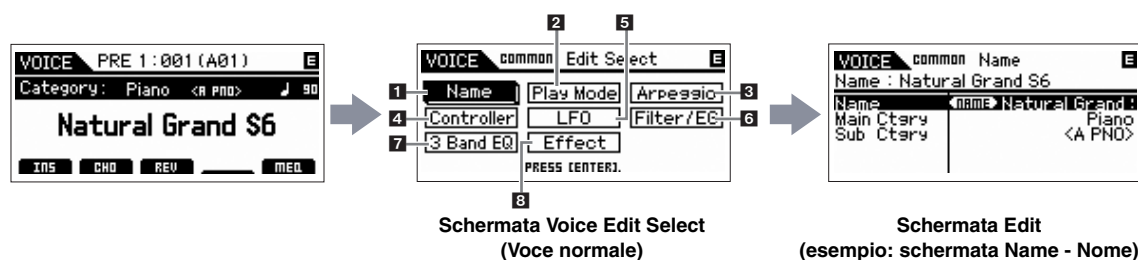 VOICE PRE 1:001(A01) E
Category: Piano <A PNO> ♩ 90
Natural Grand S6
INS CHO REV MEQ
VOICE common Edit Select E
1 Name
2 Play Mode
3 Arpeggio
4 Controller
5 LFO
6 Filter/EG
7 3 Band EQ
8 Effect
PRESS [ENTER].
Schermata Voice Edit Select
(Voce normale)
VOICE common Name E
Name : Natural Grand S6
Name NAME Natural Grand
Main Ctgry Piano
Sub Ctgry <A PNO>
Schermata Edit
(esempio: schermata Name - Nome)